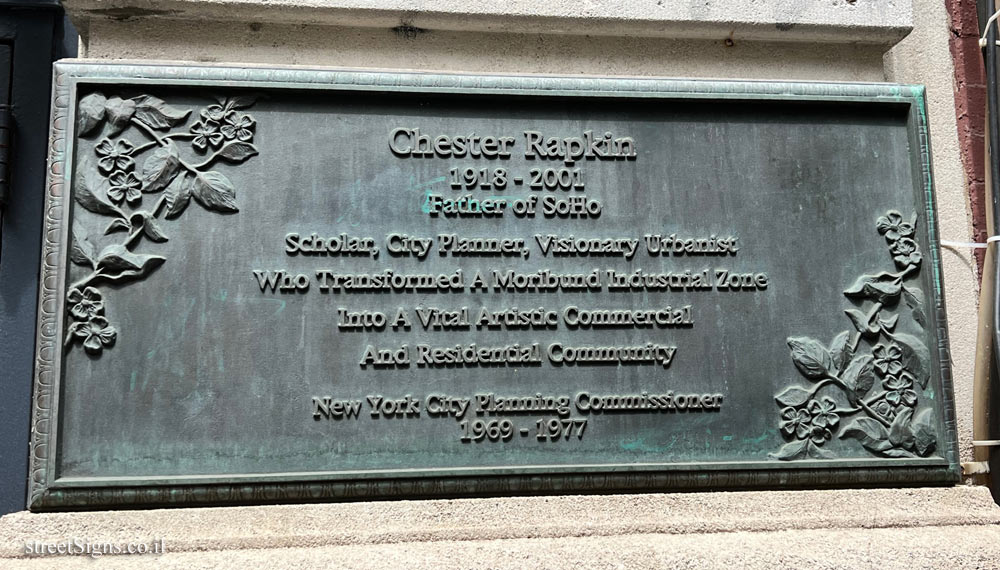 Chester Rapkin
1918 - 2001
Father of SoHo
Scholar, City Planner, Visionary Urbanist
Who Transformed A Moribund Industrial Zone
Into A Vital Artistic Commercial
And Residential Community
New York City Planning Commissioner
1969 - 1977
streetSigns.co.il